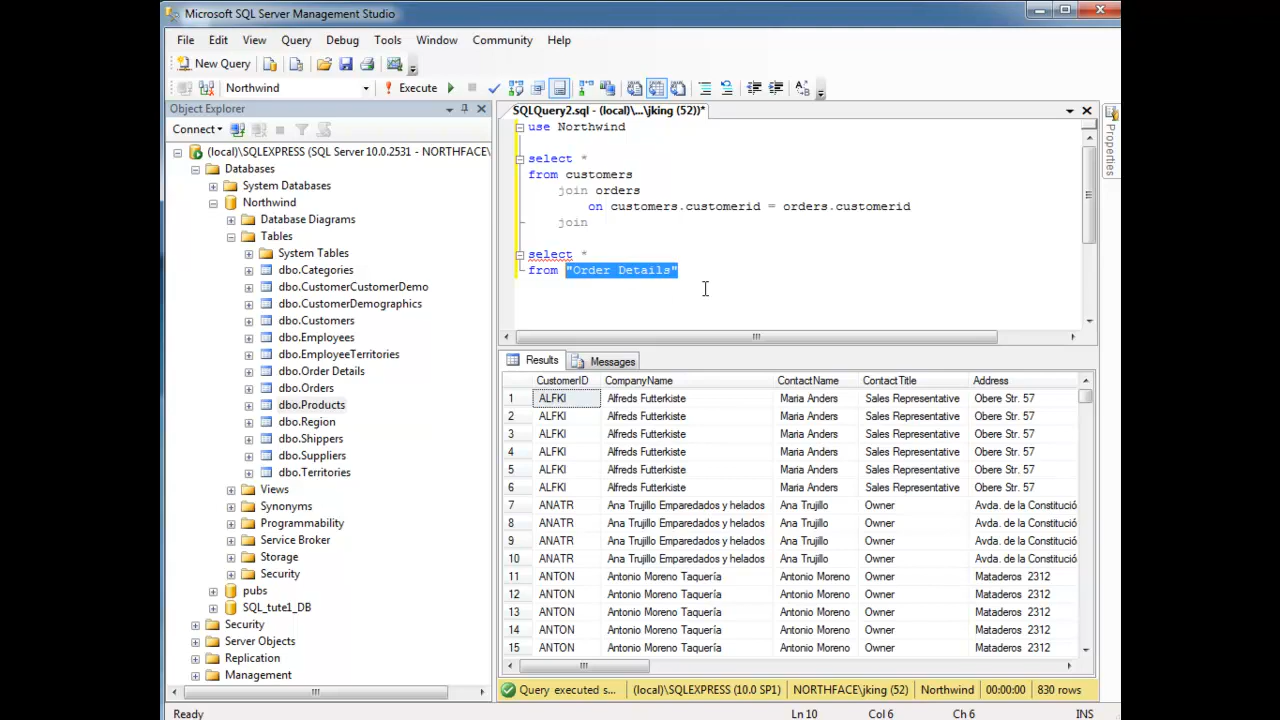 Microsoft SQL Server Management Studio
File Edit View Query Debug Tools Window Community Help
New Query
Northwind Execute
Object Explorer
Connect
(local)\SQLEXPRESS (SQL Server 10.0.2531 - NORTHFACE\
Databases
System Databases
Northwind
Database Diagrams
Tables
System Tables
dbo.Categories
dbo.CustomerCustomerDemo
dbo.CustomerDemographics
dbo.Customers
dbo.Employees
dbo.EmployeeTerritories
dbo.Order Details
dbo.Orders
dbo.Products
dbo.Region
dbo.Shippers
dbo.Suppliers
dbo.Territories
Views
Synonyms
Programmability
Service Broker
Storage
Security
pubs
SQL_tute1_DB
Security
Server Objects
Replication
Management
SQLQuery2.sql - (local)\...\jking (52))*
use Northwind
select *
from customers
join orders
on customers.customerid = orders.customerid
join
select *
from "Order Details"
Properties
Results Messages
CustomerID CompanyName ContactName ContactTitle Address
1 ALFKI Alfreds Futterkiste Maria Anders Sales Representative Obere Str. 57
2 ALFKI Alfreds Futterkiste Maria Anders Sales Representative Obere Str. 57
3 ALFKI Alfreds Futterkiste Maria Anders Sales Representative Obere Str. 57
4 ALFKI Alfreds Futterkiste Maria Anders Sales Representative Obere Str. 57
5 ALFKI Alfreds Futterkiste Maria Anders Sales Representative Obere Str. 57
6 ALFKI Alfreds Futterkiste Maria Anders Sales Representative Obere Str. 57
7 ANATR Ana Trujillo Emparedados y helados Ana Trujillo Owner Avda. de la Constitució
8 ANATR Ana Trujillo Emparedados y helados Ana Trujillo Owner Avda. de la Constitució
9 ANATR Ana Trujillo Emparedados y helados Ana Trujillo Owner Avda. de la Constitució
10 ANATR Ana Trujillo Emparedados y helados Ana Trujillo Owner Avda. de la Constitució
11 ANTON Antonio Moreno Taquería Antonio Moreno Owner Mataderos 2312
12 ANTON Antonio Moreno Taquería Antonio Moreno Owner Mataderos 2312
13 ANTON Antonio Moreno Taquería Antonio Moreno Owner Mataderos 2312
14 ANTON Antonio Moreno Taquería Antonio Moreno Owner Mataderos 2312
15 ANTON Antonio Moreno Taquería Antonio Moreno Owner Mataderos 2312
Query executed s... (local)\SQLEXPRESS (10.0 SP1) NORTHFACE\jking (52) Northwind 00:00:00 830 rows
Ready Ln 10 Col 6 Ch 6 INS